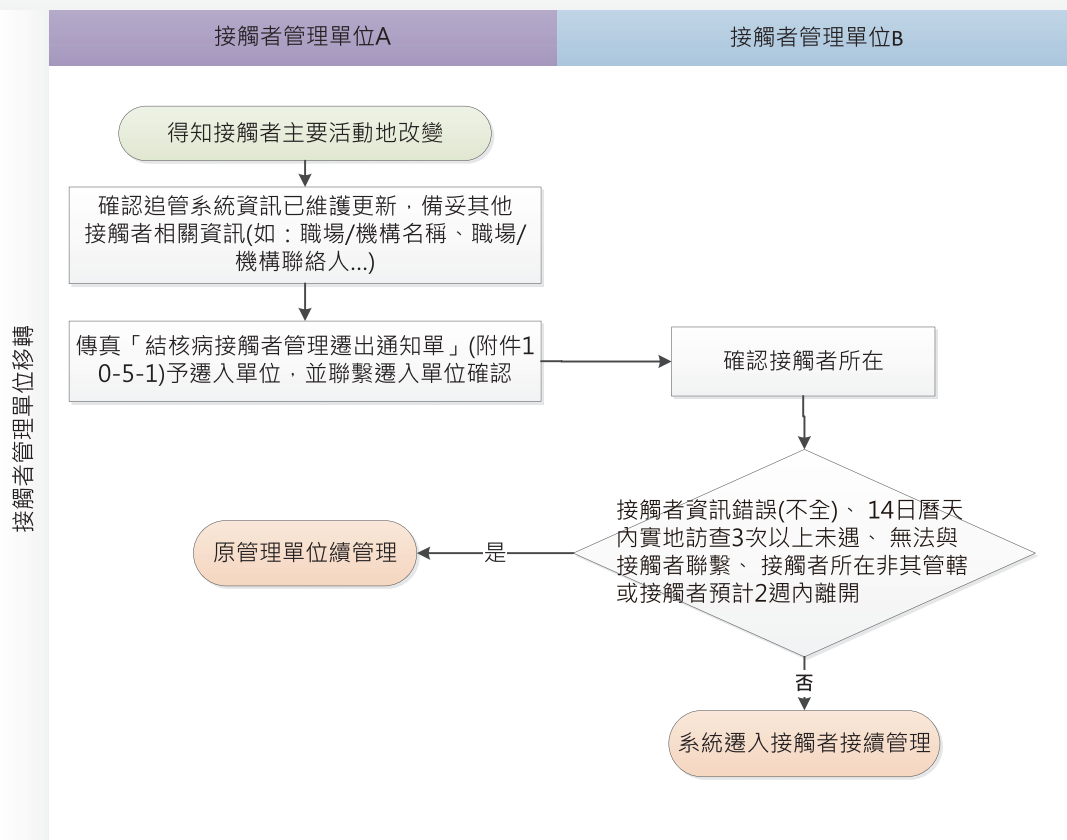 接觸者管理單位A
接觸者管理單位B
接觸者管理單位移轉
得知接觸者主要活動地改變
確認追管系統資訊已維護更新，備妥其他
接觸者相關資訊(如：職場/機構名稱、職場/
機構聯絡人...)
傳真「結核病接觸者管理遷出通知單」(附件1
0-5-1)予遷入單位，並聯繫遷入單位確認
確認接觸者所在
接觸者資訊錯誤(不全)、 14日曆天
內實地訪查3次以上未遇、 無法與
接觸者聯繫、 接觸者所在非其管轄
或接觸者預計2週內離開
是
原管理單位續管理
否
系統遷入接觸者接續管理